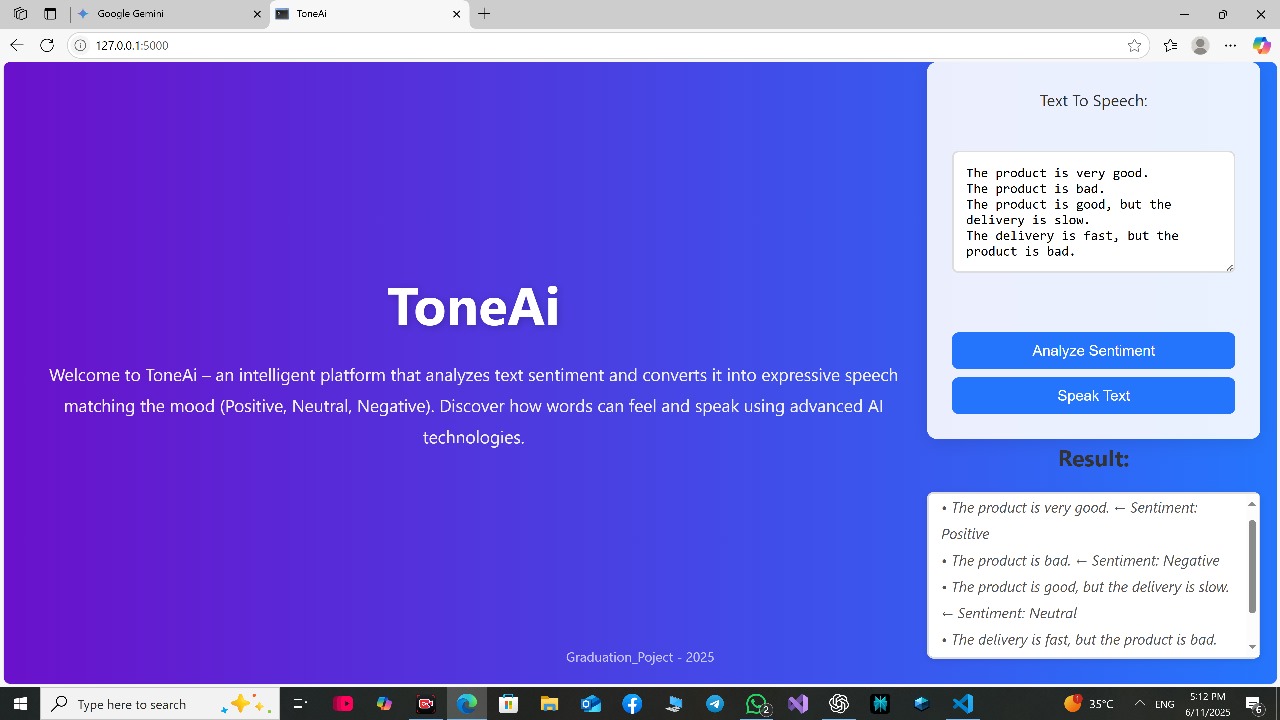 Google Gemini
ToneAi
127.0.0.1:5000
Text To Speech:
The product is very good.
The product is bad.
The product is good, but the
delivery is slow.
The delivery is fast, but the
product is bad.
Analyze Sentiment
Speak Text
ToneAi
Welcome to ToneAi – an intelligent platform that analyzes text sentiment and converts it into expressive speech
matching the mood (Positive, Neutral, Negative). Discover how words can feel and speak using advanced AI
technologies.
Result:
• The product is very good. ← Sentiment:
Positive
• The product is bad. ← Sentiment: Negative
• The product is good, but the delivery is slow.
← Sentiment: Neutral
• The delivery is fast, but the product is bad.
Graduation_Poject - 2025
Type here to search
2
35°C
ENG
5:12 PM
6/11/2025
6